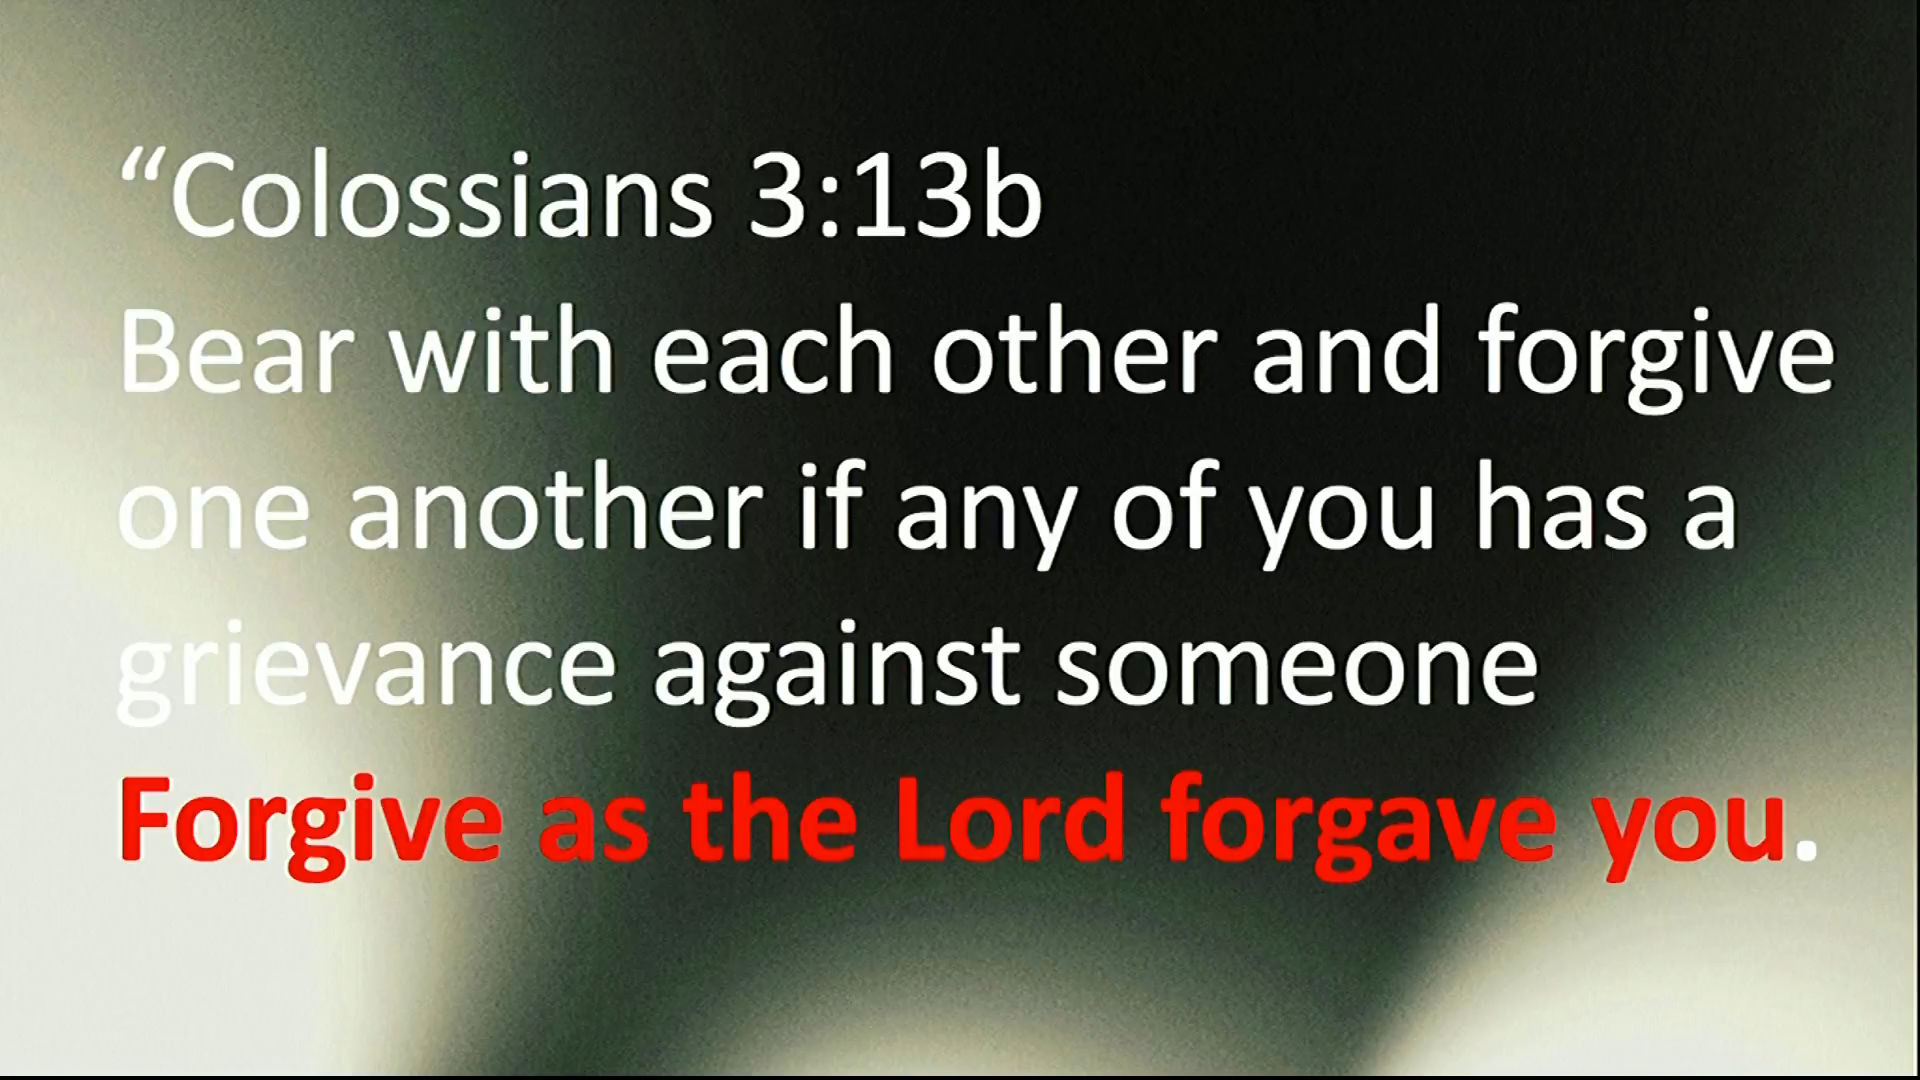 “Colossians 3:13b
Bear with each other and forgive
one another if any of you has a
grievance against someone
Forgive as the Lord forgave you.